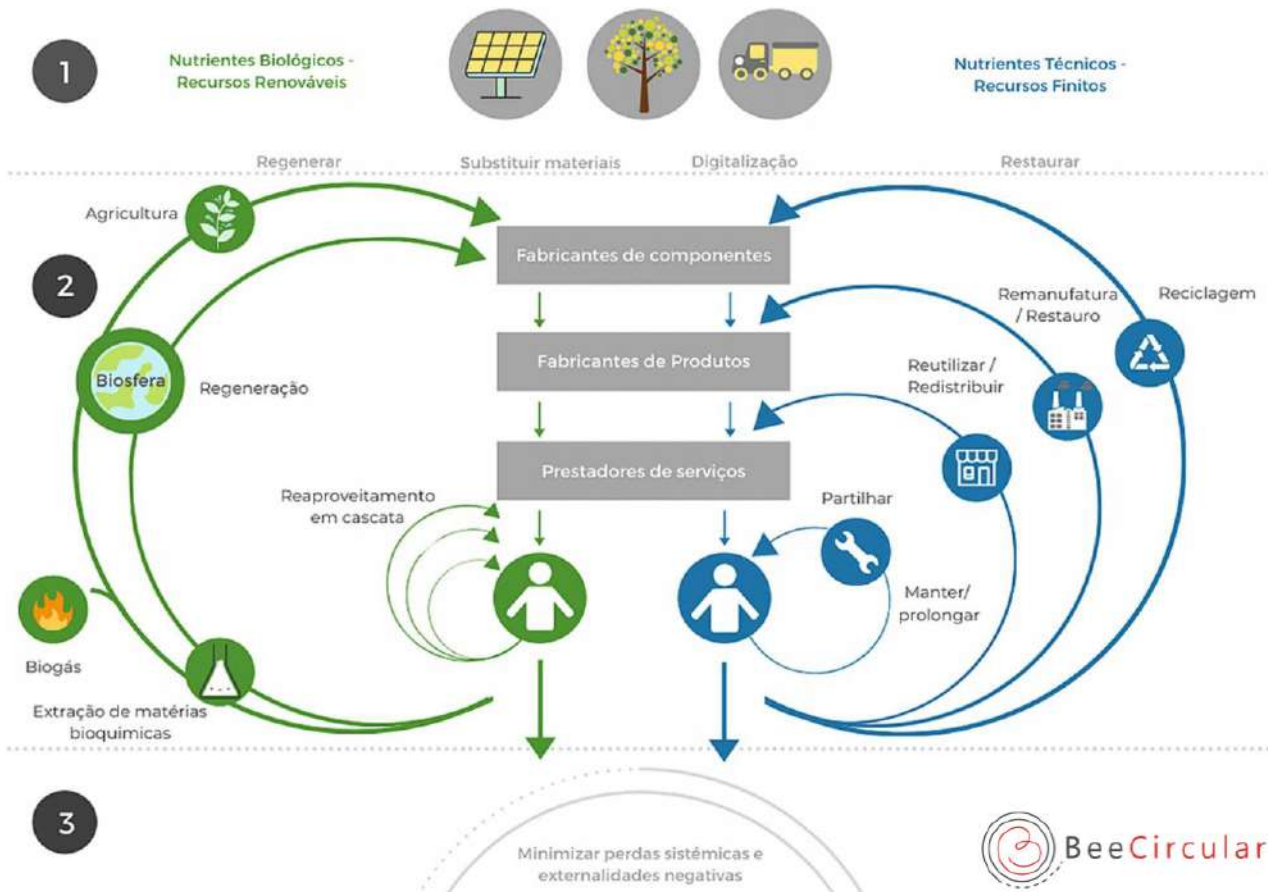 1
Nutrientes Biológicos -
Recursos Renováveis
Nutrientes Técnicos -
Recursos Finitos
Regenerar
Substituir materiais
Digitalização
Restaurar
2
Agricultura
Biosfera
Regeneração
Reaproveitamento
em cascata
Biogás
Extração de matérias
bioquimicas
Fabricantes de componentes
Fabricantes de Produtos
Prestadores de serviços
Partilhar
Manter/
prolongar
Reutilizar /
Redistribuir
Remanufatura
/ Restauro
Reciclagem
3
Minimizar perdas sistémicas e
externalidades negativas
BeeCircular